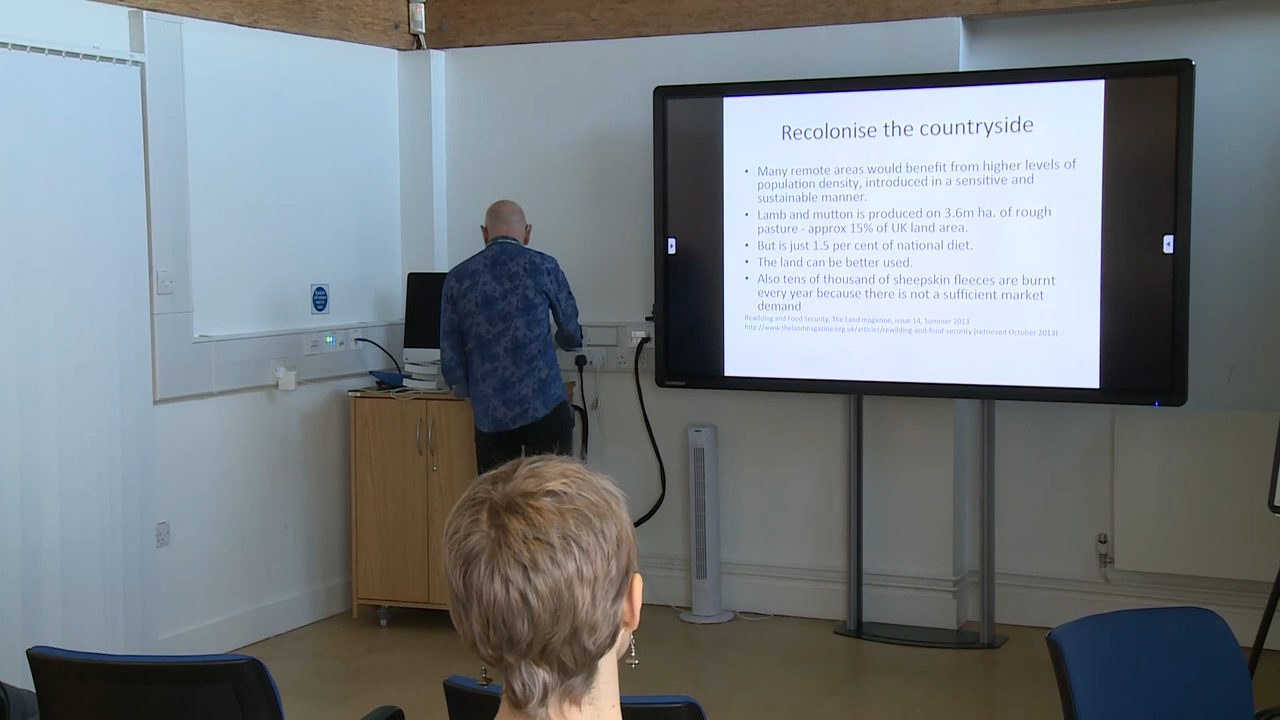 Recolonise the countryside
• Many remote areas would benefit from higher levels of
population density, introduced in a sensitive and
sustainable manner.
• Lamb and mutton is produced on 3.6m ha. of rough
pasture - approx 15% of UK land area.
• But is just 1.5 per cent of national diet.
• The land can be better used.
• Also tens of thousand of sheepskin fleeces are burnt
every year because there is not a sufficient market
demand
Rewilding and Food Security, The Land magazine, issue 14, Summer 2013
http://www.thelandmagazine.org.uk/articles/rewilding-and-food-security (retrieved October 2013)